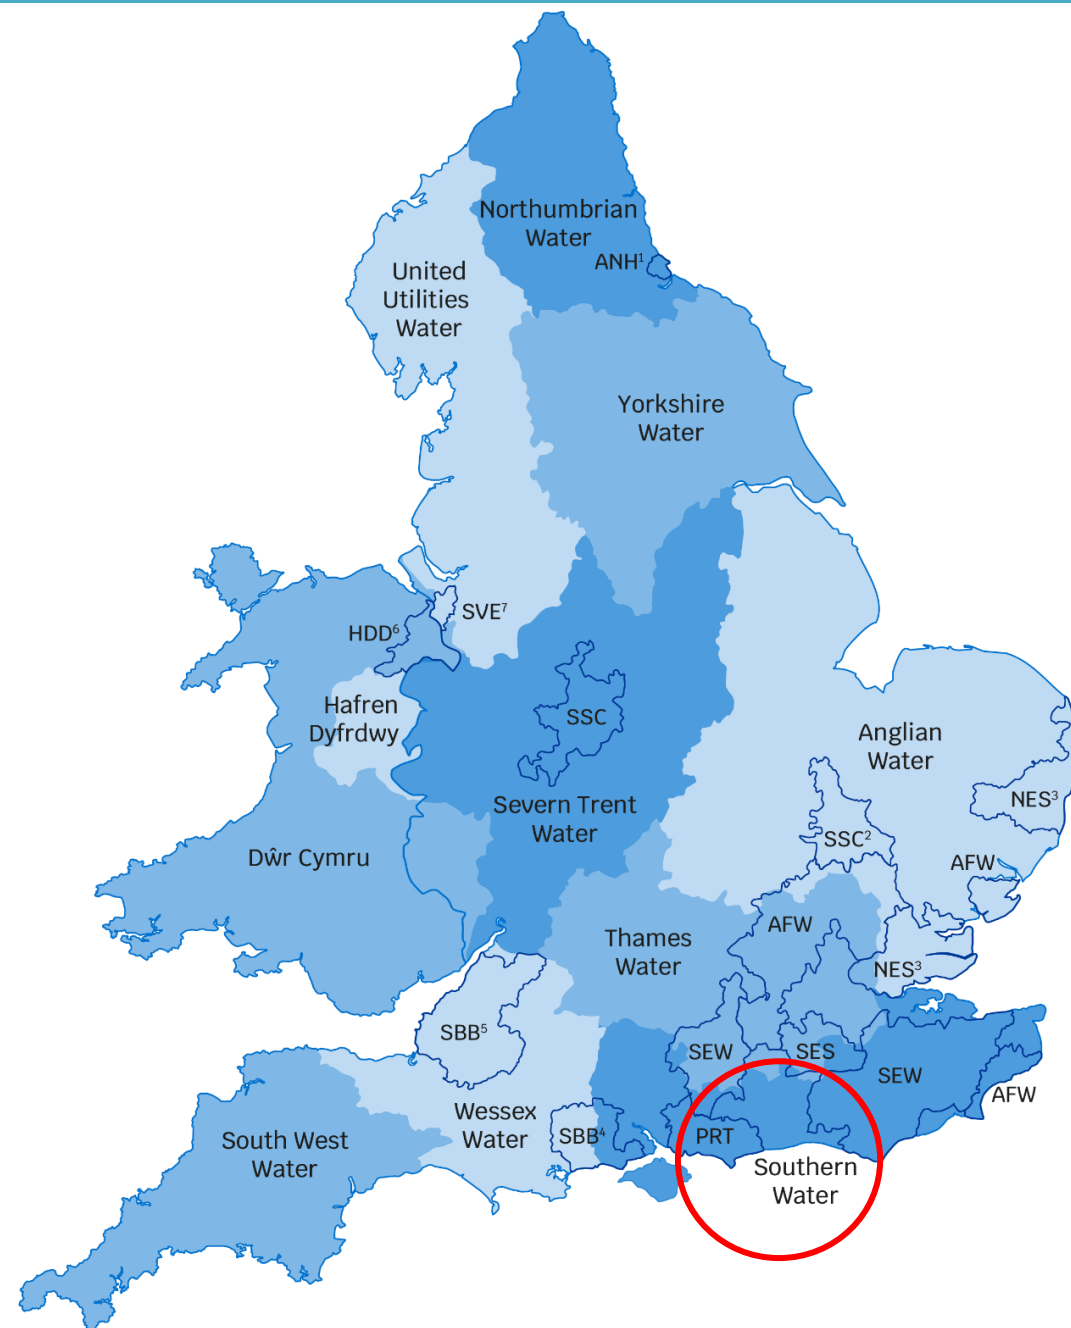 Northumbrian
Water
ANH¹
United
Utilities
Water
Yorkshire
Water
SVE⁷
HDD⁶
Hafren
Dyfrdwy
SSC
Anglian
Water
NES³
Severn Trent
Water
SSC²
Dŵr Cymru
AFW
AFW
Thames
Water
NES³
SBB⁵
SEW
SES
SEW
AFW
Wessex
Water
SBB⁴
PRT
South West
Water
Southern
Water